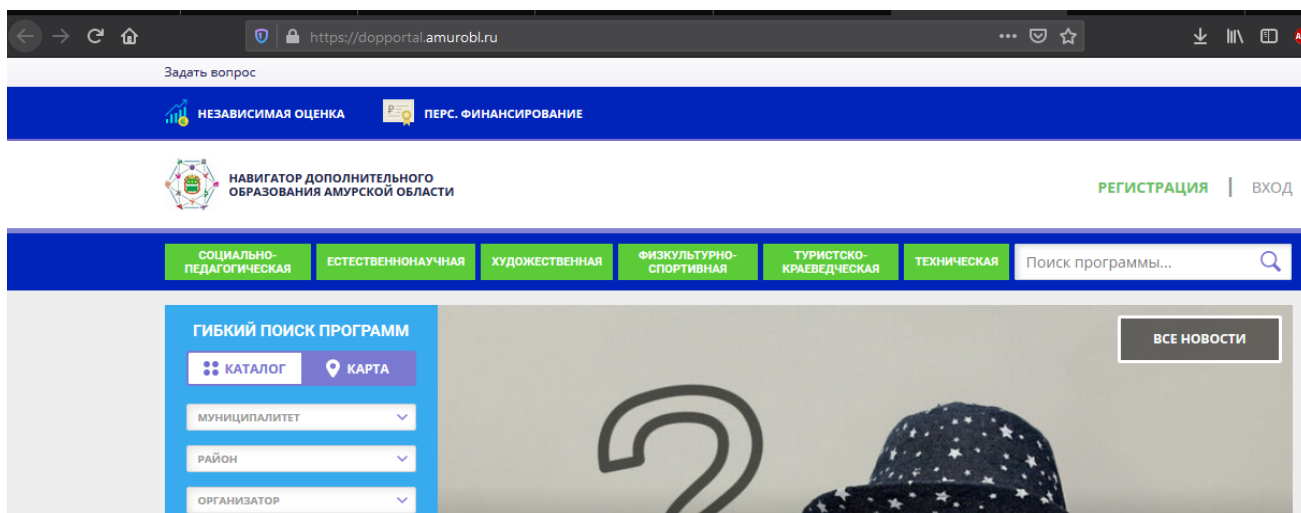 https://dopportal.amurobl.ru
Задать вопрос
НЕЗАВИСИМАЯ ОЦЕНКА
ПЕРС. ФИНАНСИРОВАНИЕ
НАВИГАТОР ДОПОЛНИТЕЛЬНОГО
ОБРАЗОВАНИЯ АМУРСКОЙ ОБЛАСТИ
РЕГИСТРАЦИЯ | ВХОД
СОЦИАЛЬНО-
ПЕДАГОГИЧЕСКАЯ
ЕСТЕСТВЕННОНАУЧНАЯ
ХУДОЖЕСТВЕННАЯ
ФИЗКУЛЬТУРНО-
СПОРТИВНАЯ
ТУРИСТСКО-
КРАЕВЕДЧЕСКАЯ
ТЕХНИЧЕСКАЯ
Поиск программы...
ГИБКИЙ ПОИСК ПРОГРАММ
КАТАЛОГ
КАРТА
МУНИЦИПАЛИТЕТ
РАЙОН
ОРГАНИЗАТОР
ВСЕ НОВОСТИ
?